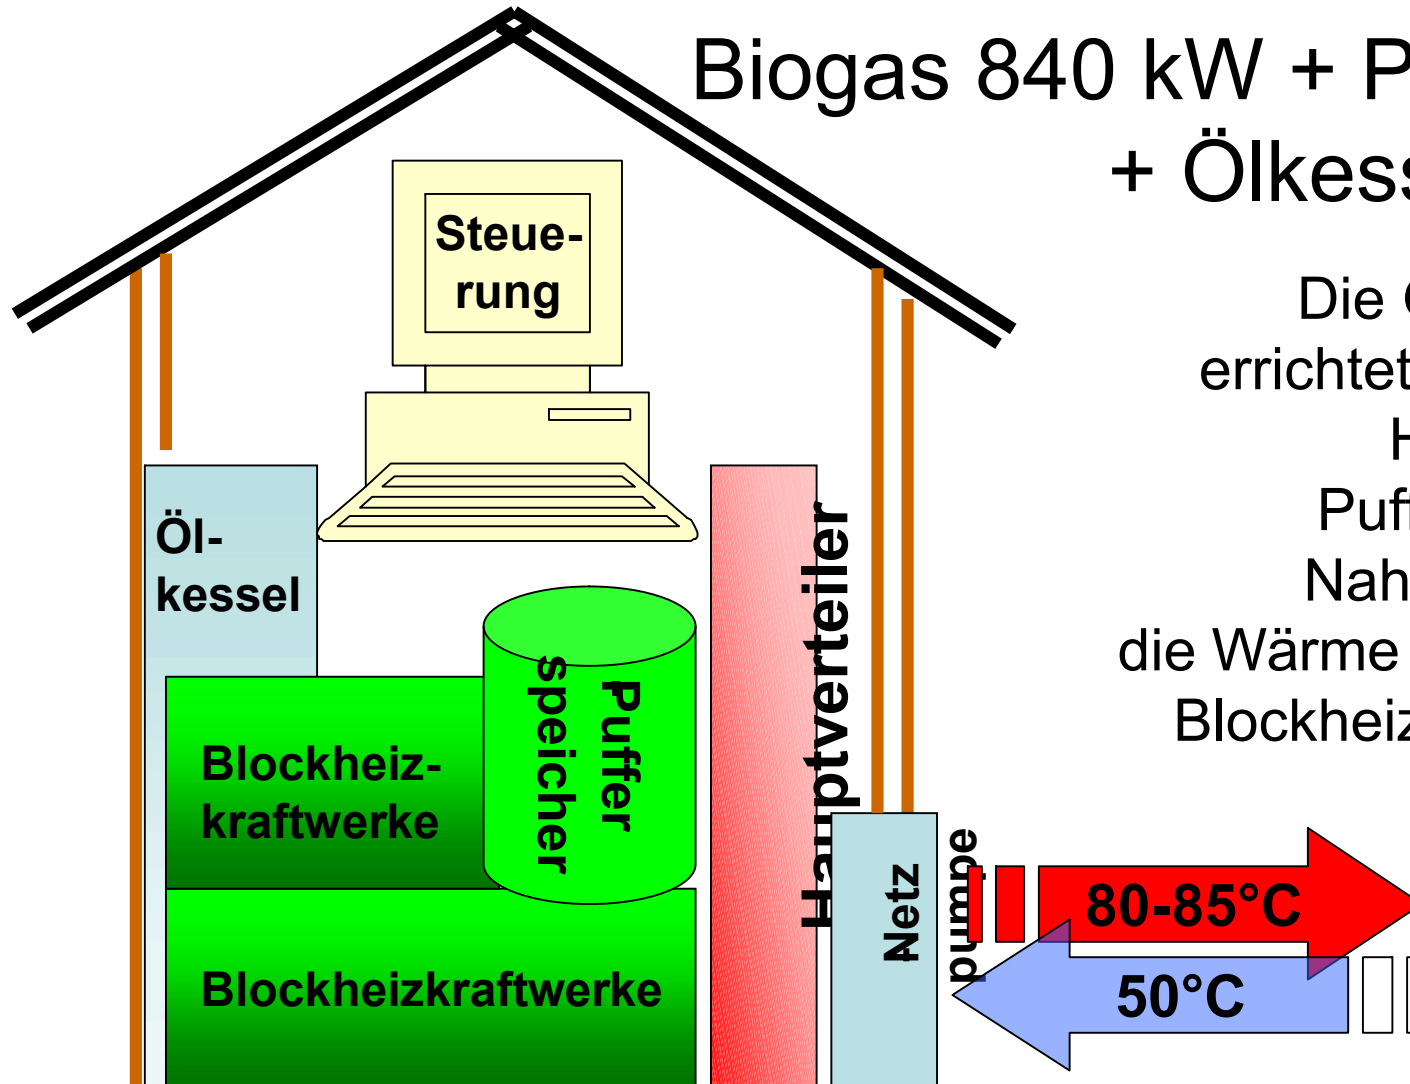 Biogas 840 kW + P
+ Ölkess
Die
errichtet
H
Puff
Nah
die Wärme
Blockheiz
Steue-
rung
Öl-
kessel
Puffer
speicher
Blockheiz-
kraftwerke
Blockheizkraftwerke
Hauptverteiler
Netz
pumpe
80-85°C
50°C